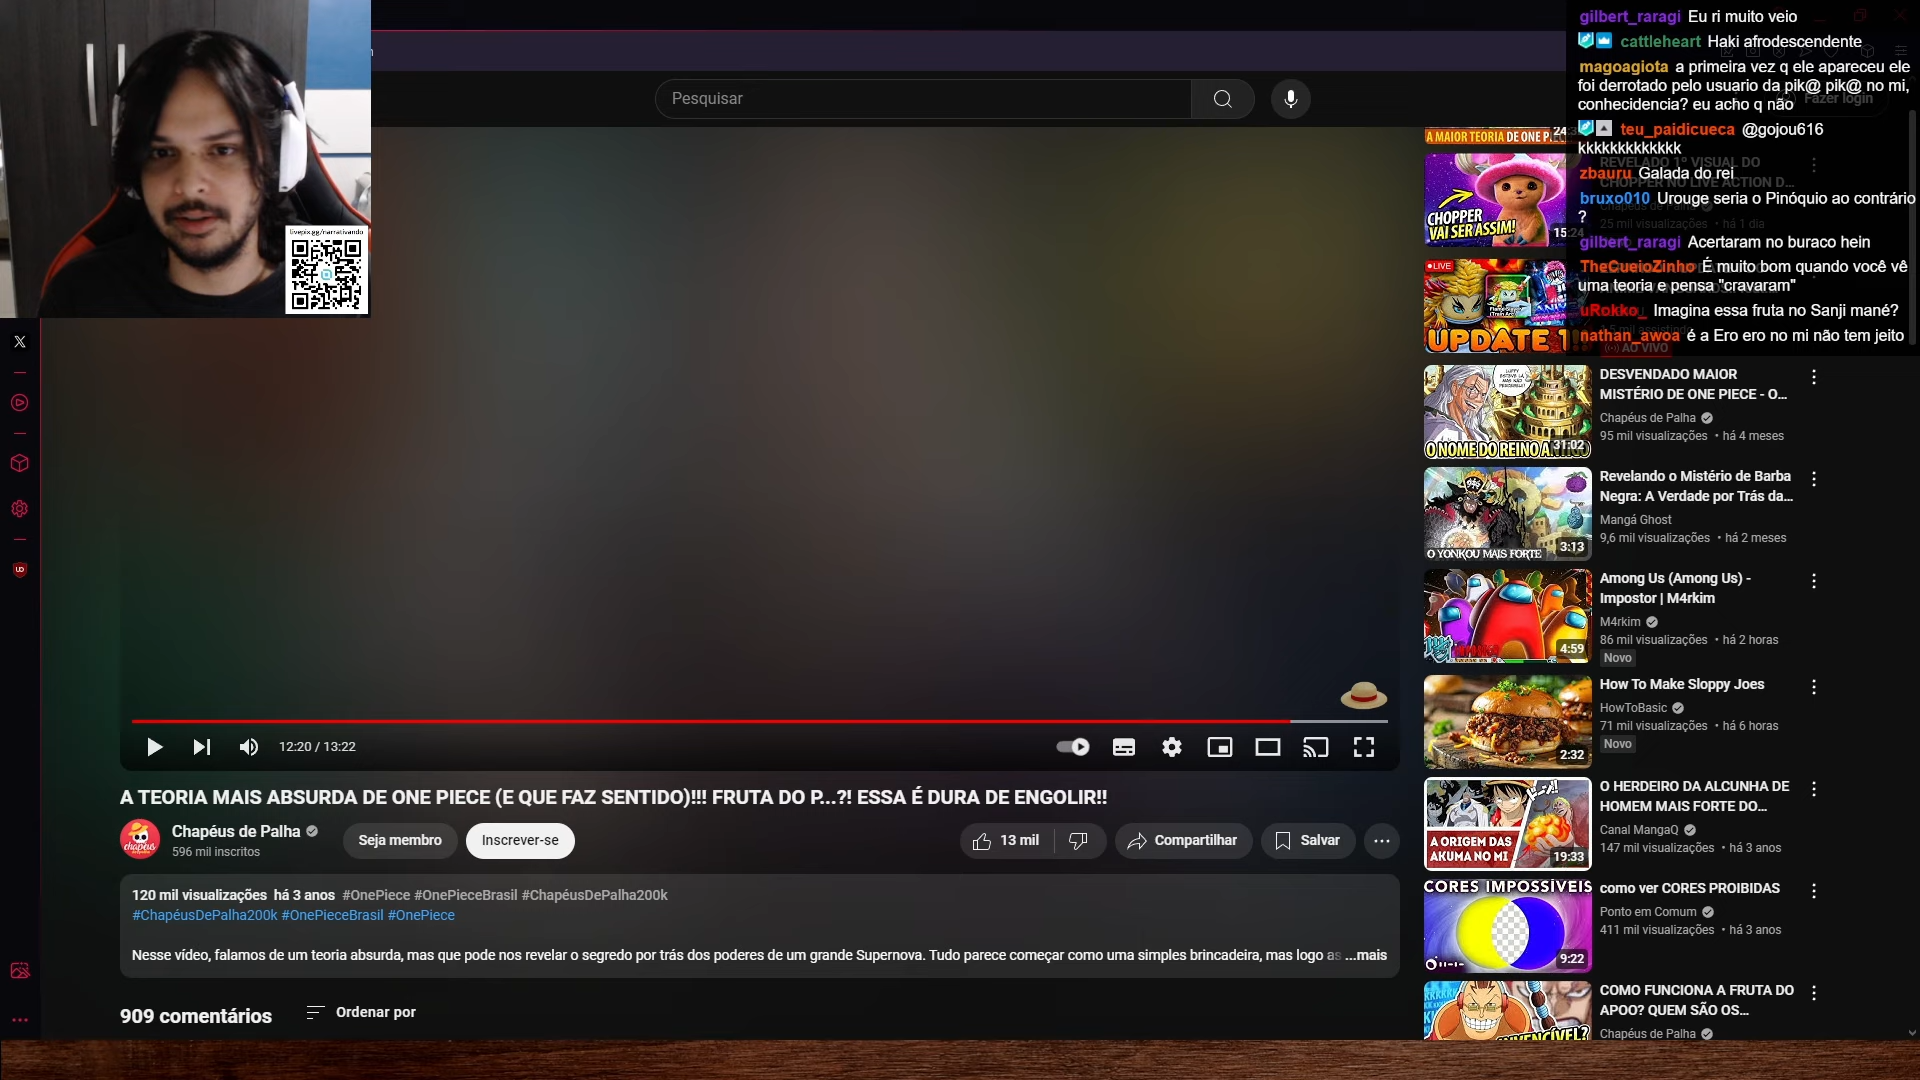 gilbert_raragi Eu ri muito veio
cattleheart Haki afrodescendente
magoagiota a primeira vez q ele apareceu ele
foi derrotado pelo usuario da pik@ pik@ no mi,
conhecidencia? eu acho q não
teu_paidicueca @gojou616
kkkkkkkkkkkkk
zbauru Galada do rei
bruxo010 Urouge seria o Pinóquio ao contrário
?
gilbert_raragi Acertaram no buraco hein
TheCueioZinho É muito bom quando você vê
uma teoria e pensa "cravaram"
uRokko_ Imagina essa fruta no Sanji mané?
nathan_awoa é a Ero ero no mi não tem jeito
livepix.gg/narrativando
Pesquisar
Fazer login
A MAIOR TEORIA DE ONE PIECE
REVELADO 1º VISUAL DO
CHOPPER NO LIVE ACTION D...
25 mil visualizações • há 1 dia
CHOPPER
VAI SER ASSIM!
15:24
LIVE
UPDATE 1
AO VIVO
DESVENDADO MAIOR
MISTÉRIO DE ONE PIECE - O...
Chapéus de Palha
95 mil visualizações • há 4 meses
O NOME DO REINO ANTIGO
31:02
Revelando o Mistério de Barba
Negra: A Verdade por Trás da...
Mangá Ghost
9,6 mil visualizações • há 2 meses
O YONKOU MAIS FORTE
3:13
Among Us (Among Us) -
Impostor | M4rkim
M4rkim
86 mil visualizações • há 2 horas
Novo
4:59
How To Make Sloppy Joes
HowToBasic
71 mil visualizações • há 6 horas
Novo
2:32
O HERDEIRO DA ALCUNHA DE
HOMEM MAIS FORTE DO...
Canal MangaQ
147 mil visualizações • há 3 anos
A ORIGEM DAS
AKUMA NO MI
19:33
CORES IMPOSSÍVEIS
como ver CORES PROIBIDAS
Ponto em Comum
411 mil visualizações • há 3 anos
9:22
COMO FUNCIONA A FRUTA DO
APOO? QUEM SÃO OS...
Chapéus de Palha
12:20 / 13:22
A TEORIA MAIS ABSURDA DE ONE PIECE (E QUE FAZ SENTIDO)!!! FRUTA DO P...?! ESSA É DURA DE ENGOLIR!!
Chapéus de Palha
596 mil inscritos
Seja membro
Inscrever-se
13 mil
Compartilhar
Salvar
120 mil visualizações há 3 anos #OnePiece #OnePieceBrasil #ChapéusDePalha200k
#ChapéusDePalha200k #OnePieceBrasil #OnePiece
Nesse vídeo, falamos de um teoria absurda, mas que pode nos revelar o segredo por trás dos poderes de um grande Supernova. Tudo parece começar como uma simples brincadeira, mas logo as ...mais
909 comentários
Ordenar por